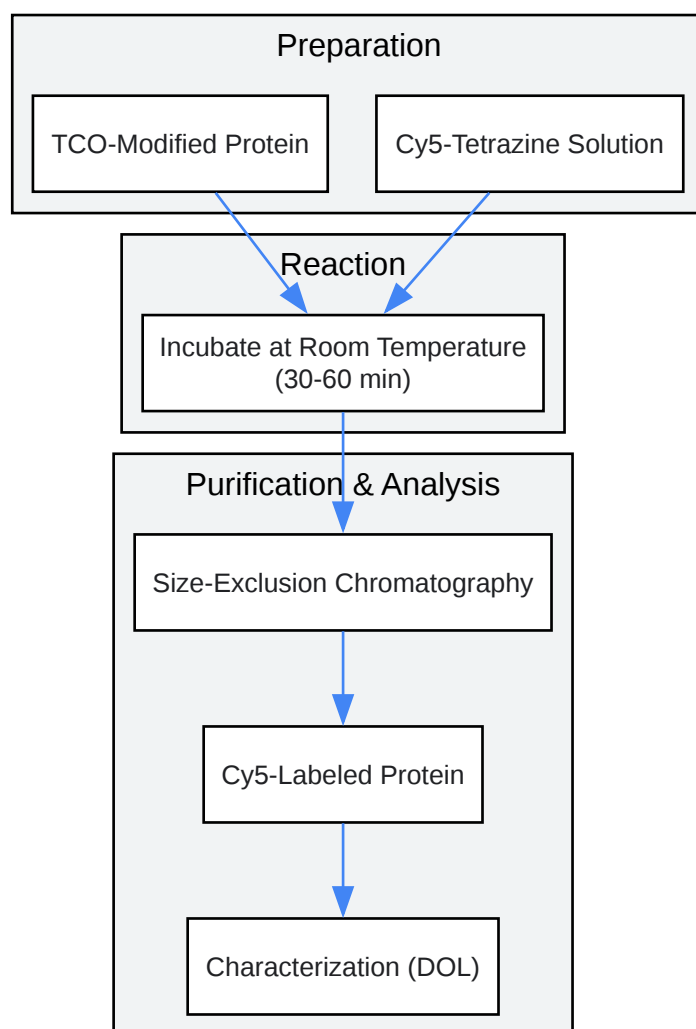 Preparation
TCO-Modified Protein
Cy5-Tetrazine Solution
Reaction
Incubate at Room Temperature
(30-60 min)
Purification & Analysis
Size-Exclusion Chromatography
Cy5-Labeled Protein
Characterization (DOL)